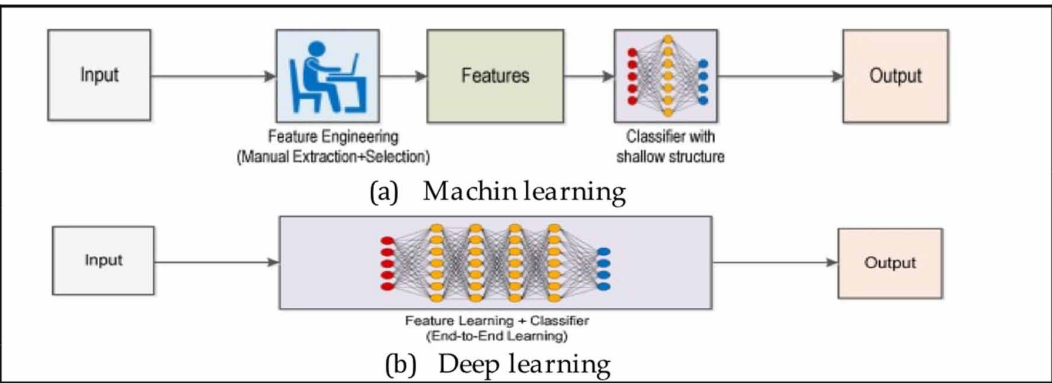 Input
Features
Output
Feature Engineering
(Manual Extraction+Selection)
Classifier with
shallow structure
(a) Machin learning
Input
Output
Feature Learning + Classifier
(End-to-End Learning)
(b) Deep learning